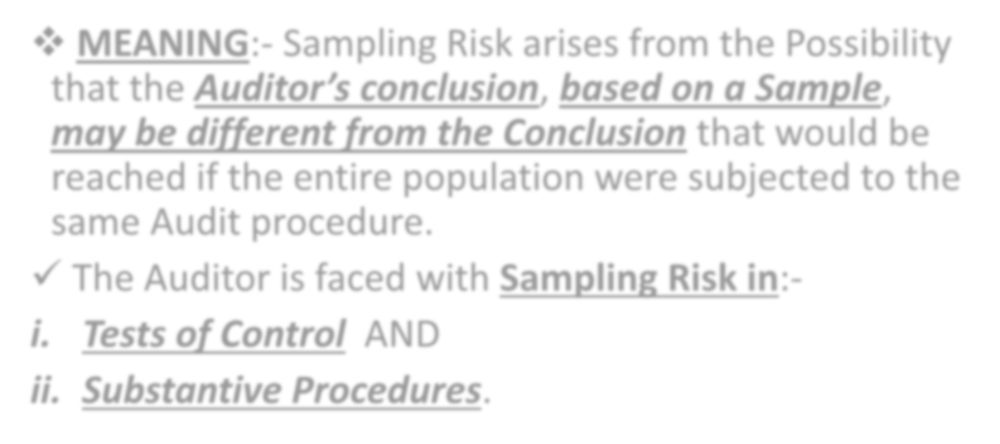 ❖ MEANING:- Sampling Risk arises from the Possibility
that the Auditor’s conclusion, based on a Sample,
may be different from the Conclusion that would be
reached if the entire population were subjected to the
same Audit procedure.
✓ The Auditor is faced with Sampling Risk in:-
i. Tests of Control AND
ii. Substantive Procedures.